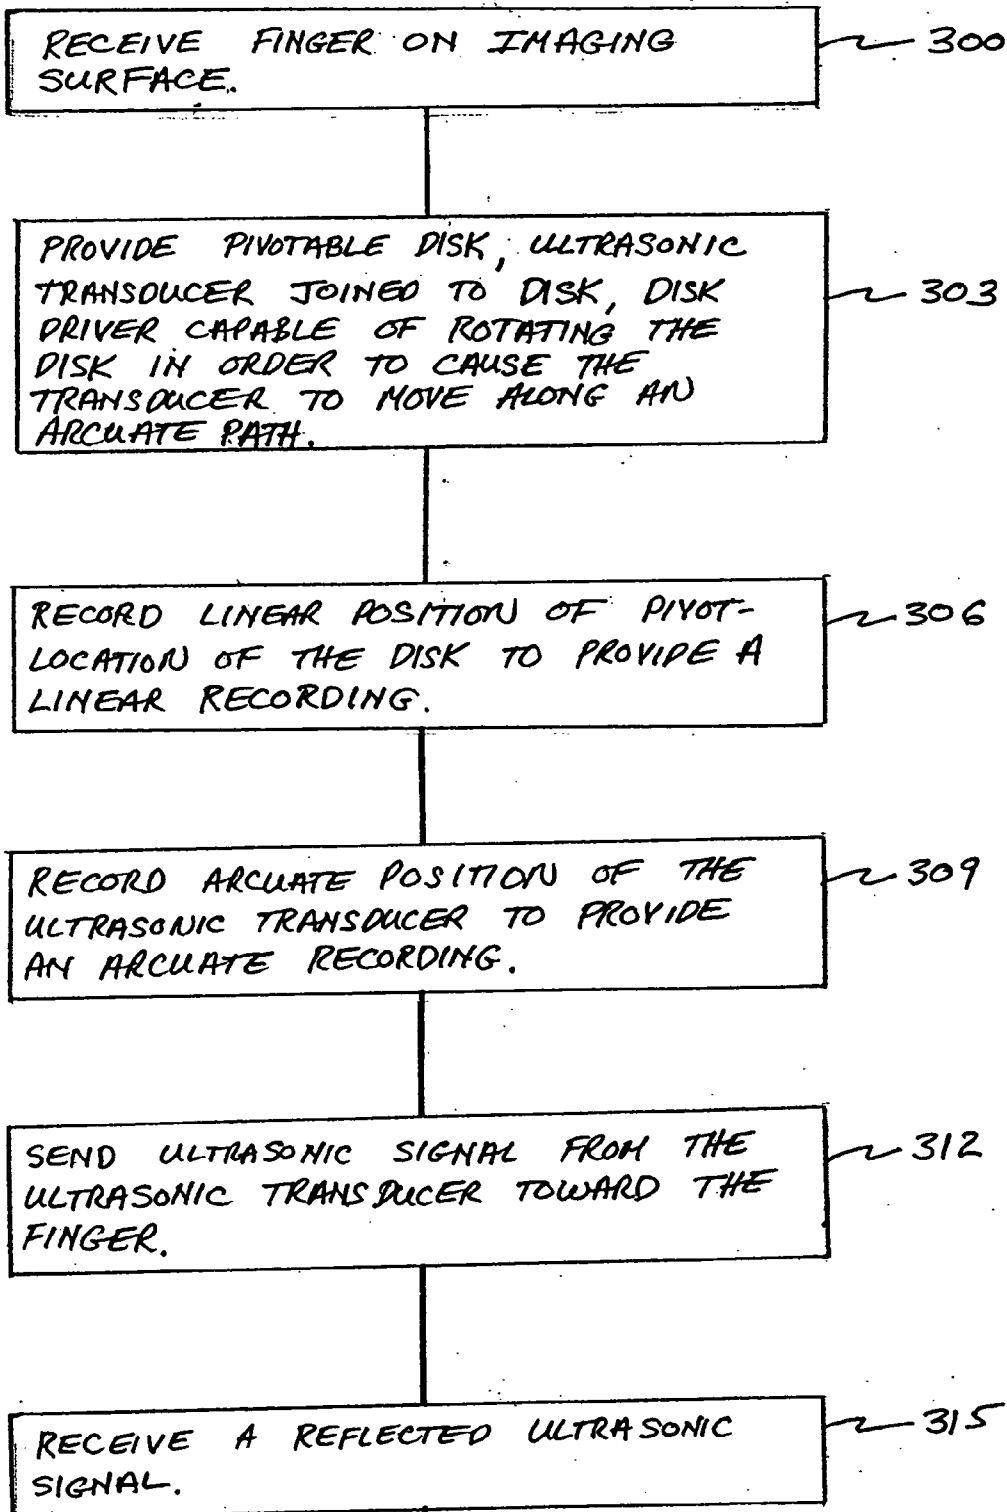 RECEIVE FINGER ON IMAGING
SURFACE.
300
PROVIDE PIVOTABLE DISK, ULTRASONIC
TRANSDUCER JOINED TO DISK, DISK
DRIVER CAPABLE OF ROTATING THE
DISK IN ORDER TO CAUSE THE
TRANSDUCER TO MOVE ALONG AN
ARCUATE PATH.
303
RECORD LINEAR POSITION OF PIVOT-
LOCATION OF THE DISK TO PROVIDE A
LINEAR RECORDING.
306
RECORD ARCUATE POSITION OF THE
ULTRASONIC TRANSDUCER TO PROVIDE
AN ARCUATE RECORDING.
309
SEND ULTRASONIC SIGNAL FROM THE
ULTRASONIC TRANSDUCER TOWARD THE
FINGER.
312
RECEIVE A REFLECTED ULTRASONIC
SIGNAL.
315